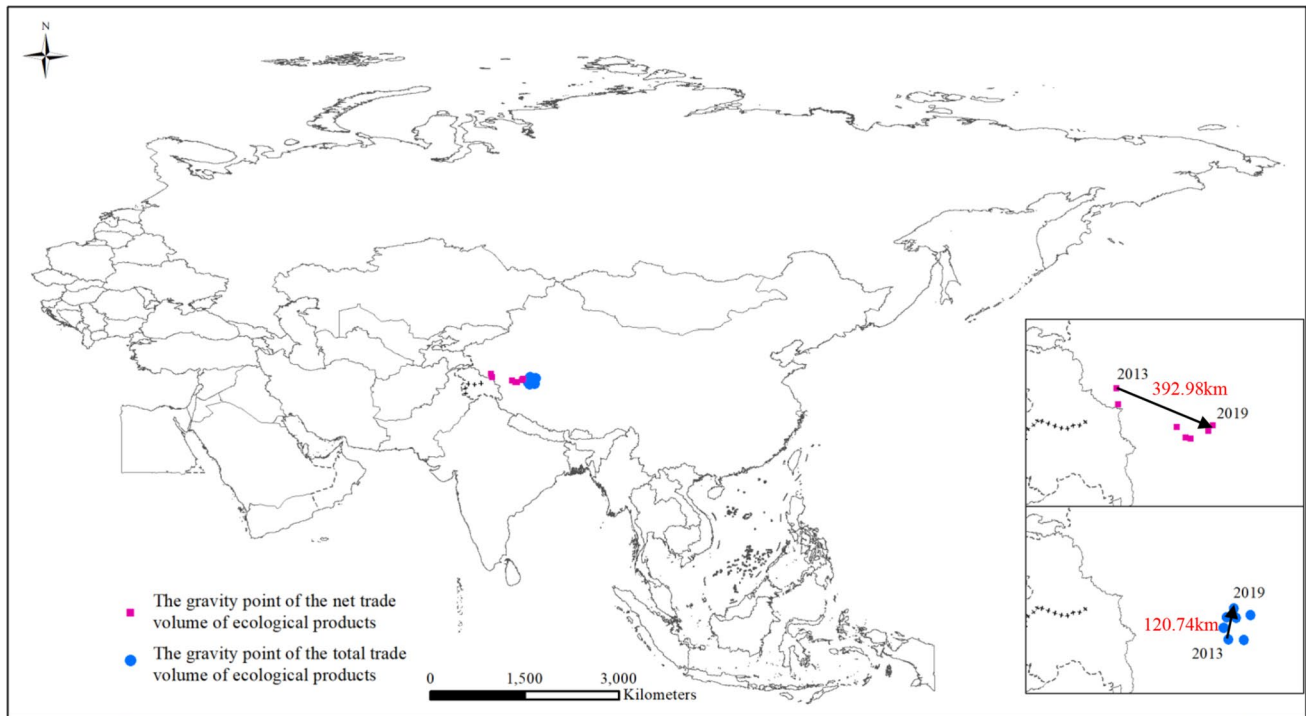 N
2013
392.98km
2019
2019
120.74km
2013
The gravity point of the net trade
volume of ecological products
The gravity point of the total trade
volume of ecological products
0 1,500 3,000
Kilometers